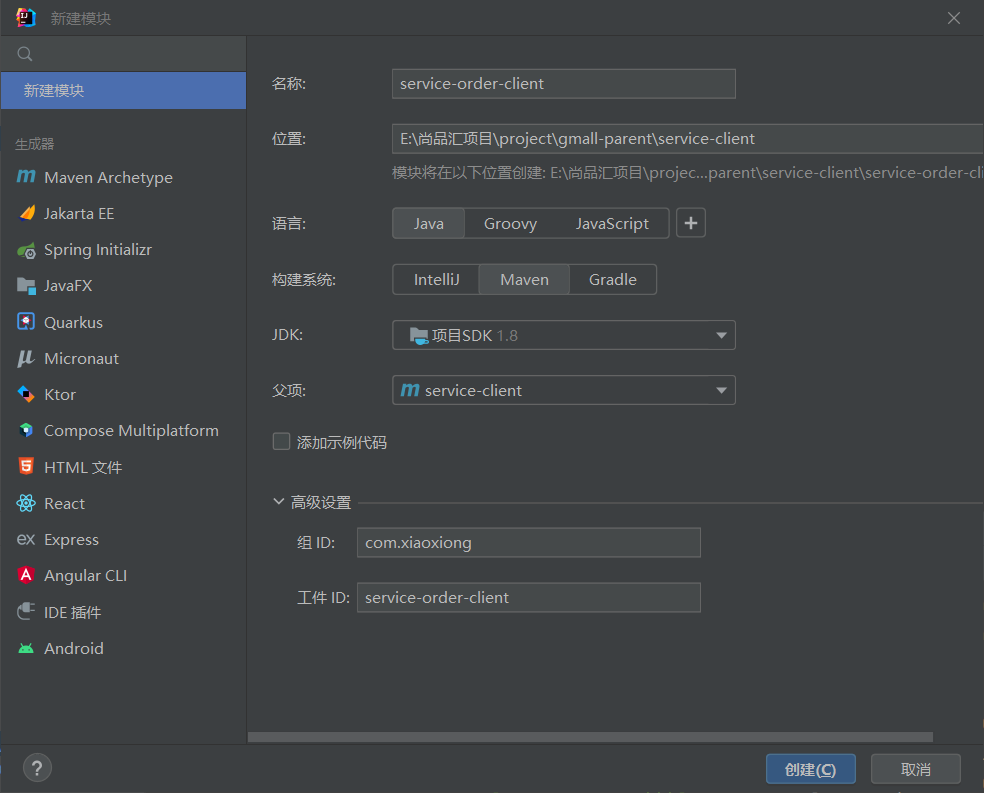 新建模块
新建模块
生成器
Maven Archetype
Jakarta EE
Spring Initializr
JavaFX
Quarkus
Micronaut
Ktor
Compose Multiplatform
HTML 文件
React
Express
Angular CLI
IDE 插件
Android
名称: service-order-client
位置: E:\尚品汇项目\project\gmall-parent\service-client
模块将在以下位置创建: E:\尚品汇项目\projec...parent\service-client\service-order-cli
语言: Java Groovy JavaScript +
构建系统: IntelliJ Maven Gradle
JDK: 项目SDK 1.8
父项: service-client
添加示例代码
高级设置
组 ID: com.xiaoxiong
工件 ID: service-order-client
? 创建(C) 取消